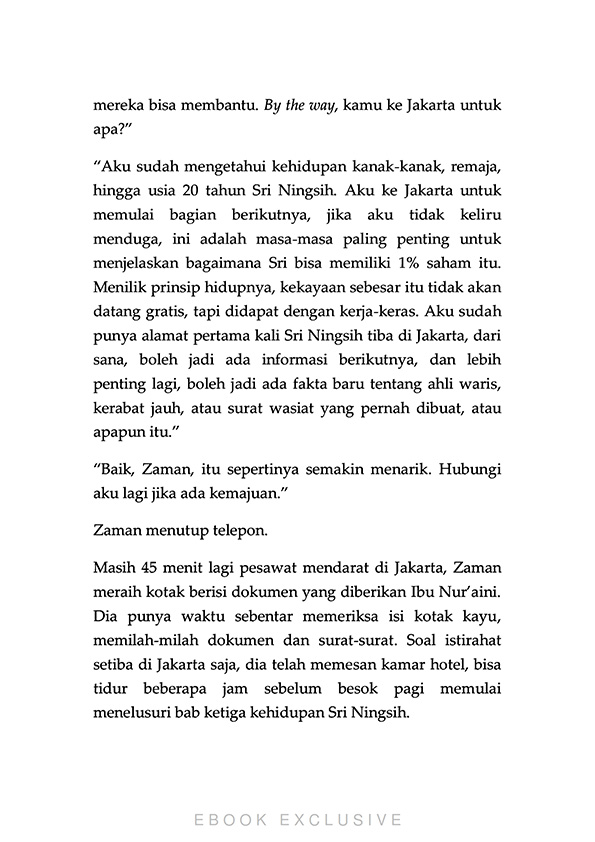 mereka bisa membantu. By the way, kamu ke Jakarta untuk
apa?”
“Aku sudah mengetahui kehidupan kanak-kanak, remaja,
hingga usia 20 tahun Sri Ningsih. Aku ke Jakarta untuk
memulai bagian berikutnya, jika aku tidak keliru
menduga, ini adalah masa-masa paling penting untuk
menjelaskan bagaimana Sri bisa memiliki 1% saham itu.
Menilik prinsip hidupnya, kekayaan sebesar itu tidak akan
datang gratis, tapi didapat dengan kerja-keras. Aku sudah
punya alamat pertama kali Sri Ningsih tiba di Jakarta, dari
sana, boleh jadi ada informasi berikutnya, dan lebih
penting lagi, boleh jadi ada fakta baru tentang ahli waris,
kerabat jauh, atau surat wasiat yang pernah dibuat, atau
apapun itu.”
“Baik, Zaman, itu sepertinya semakin menarik. Hubungi
aku lagi jika ada kemajuan.”
Zaman menutup telepon.
Masih 45 menit lagi pesawat mendarat di Jakarta, Zaman
meraih kotak berisi dokumen yang diberikan Ibu Nur’aini.
Dia punya waktu sebentar memeriksa isi kotak kayu,
memilah-milah dokumen dan surat-surat. Soal istirahat
setiba di Jakarta saja, dia telah memesan kamar hotel, bisa
tidur beberapa jam sebelum besok pagi memulai
menelusuri bab ketiga kehidupan Sri Ningsih.
EBOOK EXCLUSIVE